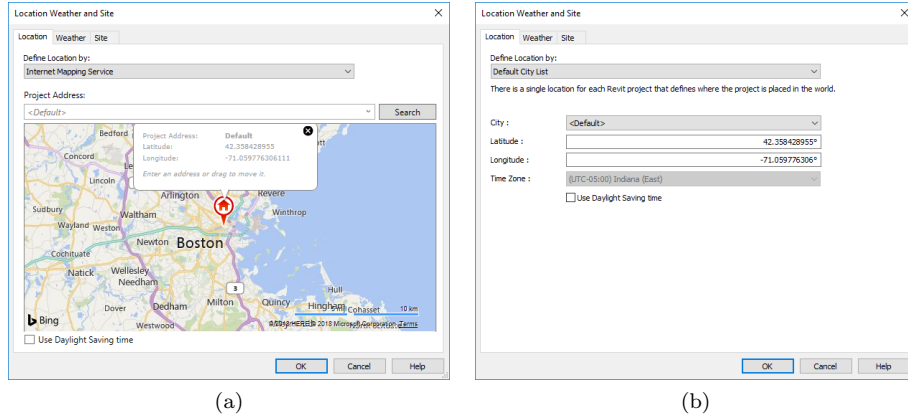 Location Weather and Site
Location Weather Site
Define Location by:
Internet Mapping Service
Project Address:
<Default>
Search
Project Address: Default
Latitude: 42.358428955
Longitude: -71.059776306111
Enter an address or drag to move it.
Bedford
Concord
Lincoln
Arlington
Revere
Sudbury
Waltham
Winthrop
Wayland
Weston
Newton
Boston
Cochituate
Natick
Wellesley
Needham
Hull
3
Dover
Dedham
Milton
Quincy
Hingham
Cohasset
10 km
Bing
Westwood
© 2018 Microsoft Corporation Terms
Use Daylight Saving time
OK Cancel Help
(a)
Location Weather and Site
Location Weather Site
Define Location by:
Default City List
There is a single location for each Revit project that defines where the project is placed in the world.
City : <Default>
Latitude : 42.358428955°
Longitude : -71.059776306°
Time Zone : (UTC-05:00) Indiana (East)
Use Daylight Saving time
OK Cancel Help
(b)